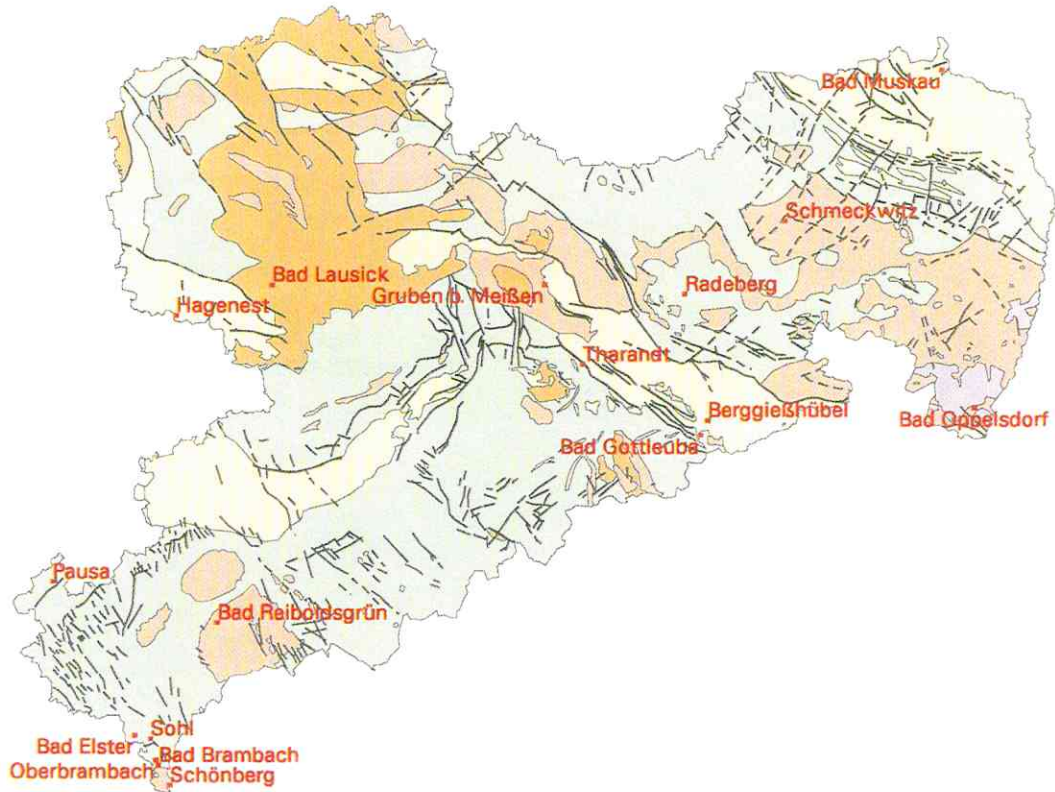 Bad Muskau
Schmeckwitz
Bad Lausick
Gruben b. Meißen
Radeberg
Hagenest
Tharandt
Berggießhübel
Bad Oppelsdorf
Bad Gottleuba
Pausa
Bad Reiboldsgrün
Sohl
Bad Elster
Bad Brambach
Oberbrambach
Schönberg